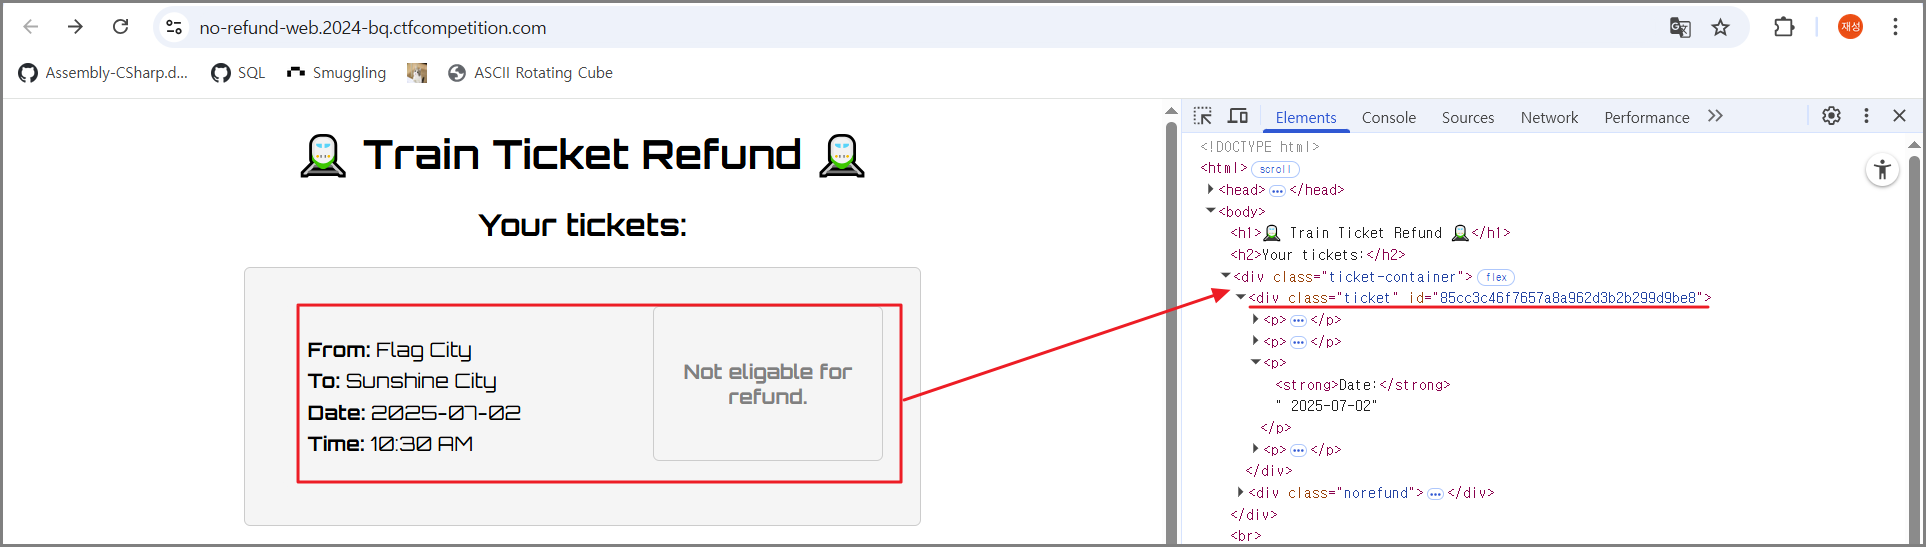 no-refund-web.2024-bq.ctfcompetition.com
재성
Assembly-CSharp.d... SQL Smuggling ASCII Rotating Cube
Train Ticket Refund
Your tickets:
From: Flag City
To: Sunshine City
Date: 2025-07-02
Time: 10:30 AM
Not eligable for
refund.
Elements Console Sources Network Performance
<!DOCTYPE html>
<html> scroll
<head> ••• </head>
<body>
<h1> Train Ticket Refund </h1>
<h2>Your tickets:</h2>
<div class="ticket-container"> flex
<div class="ticket" id="85cc3c46f7657a8a962d3b2b299d9be8">
<p> ••• </p>
<p> ••• </p>
<p>
<strong>Date:</strong>
" 2025-07-02"
</p>
<p> ••• </p>
</div>
<div class="norefund"> ••• </div>
</div>
<br>